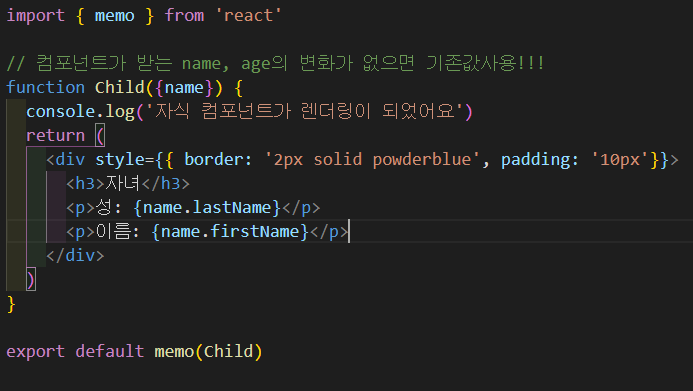 import { memo } from 'react'
// 컴포넌트가 받는 name, age의 변화가 없으면 기존값사용!!!
function Child({name}) {
console.log('자식 컴포넌트가 렌더링이 되었어요')
return (
<div style={{ border: '2px solid powderblue', padding: '10px'}}>
<h3>자녀</h3>
<p>성: {name.lastName}</p>
<p>이름: {name.firstName}</p>
</div>
)
}
export default memo(Child)